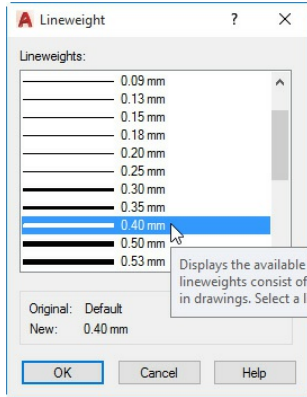 Lineweight ? ×
Lineweights:
0.09 mm
0.13 mm
0.15 mm
0.18 mm
0.20 mm
0.25 mm
0.30 mm
0.35 mm
0.40 mm
0.50 mm
0.53 mm
Displays the available
lineweights consist of
in drawings. Select a l
Original: Default
New: 0.40 mm
OK Cancel Help